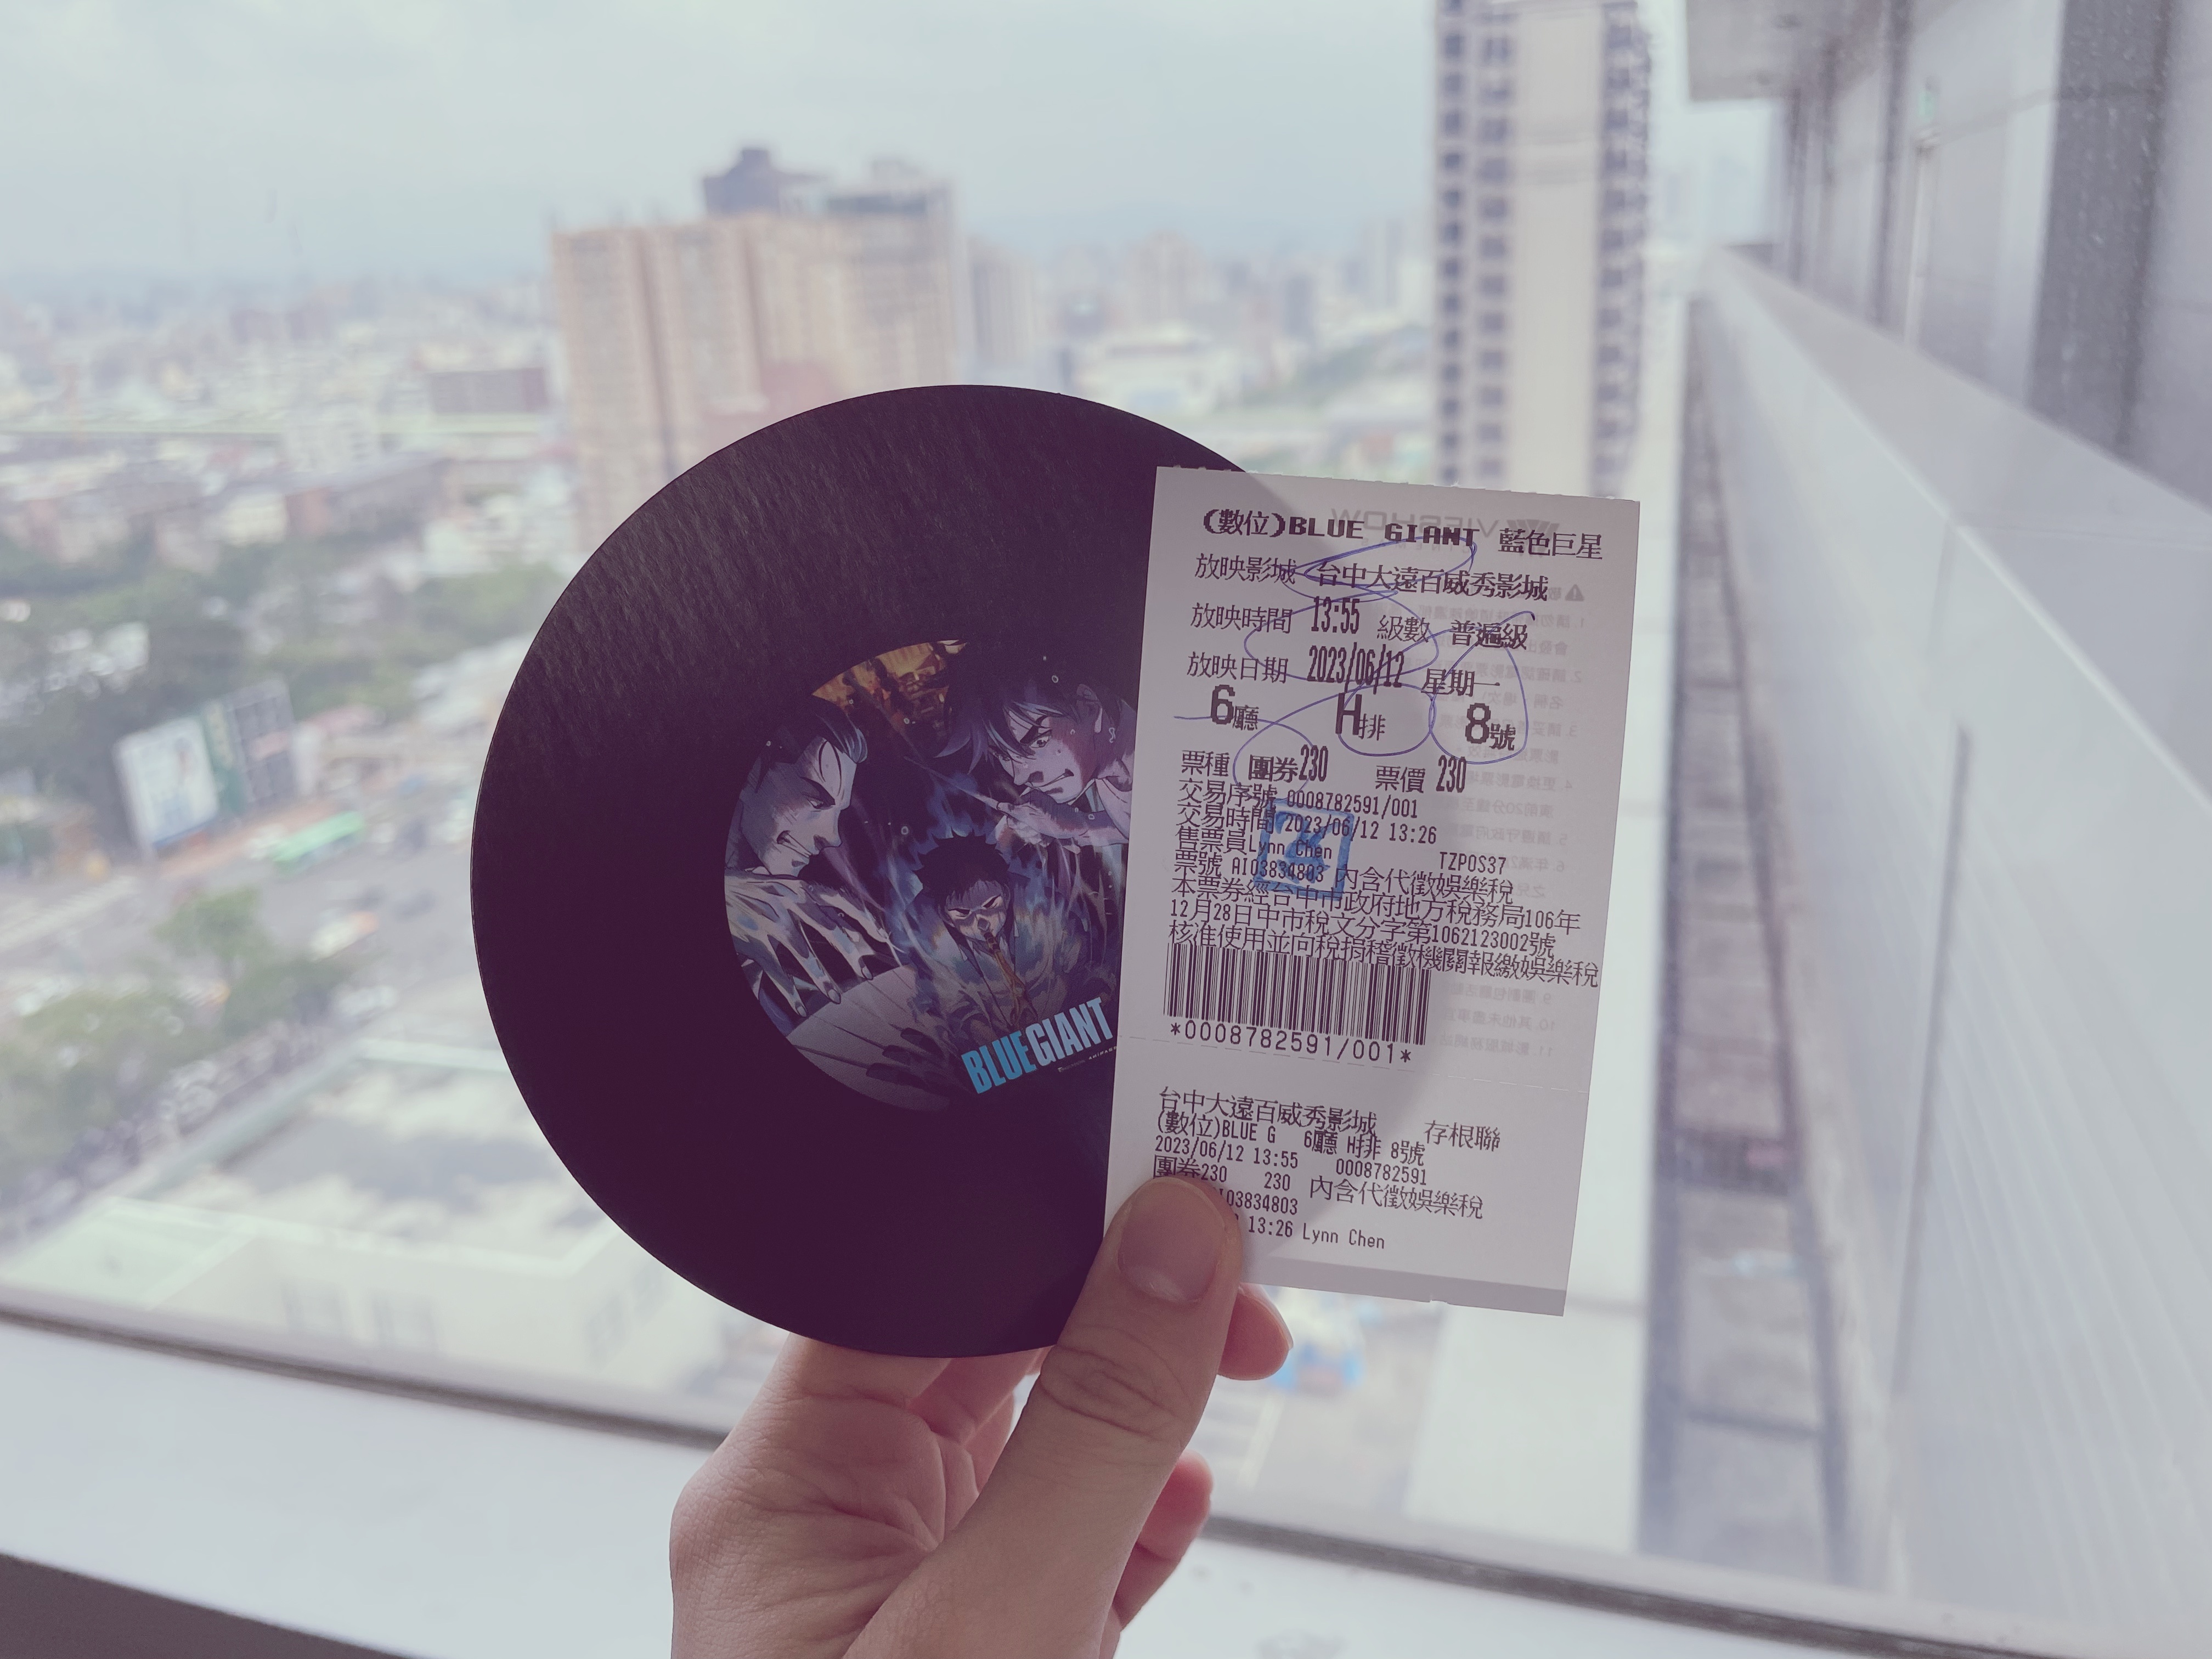 BLUE GIANT
(數位)BLUE GIANT 藍色巨星
放映影城 台中大遠百威秀影城
放映時間 13:55 級數 普遍級
放映日期 2023/06/12 星期一
6廳 H排 8號
票種 團券230 票價 230
交易序號 0008782591/001
交易時間 2023/06/12 13:26
售票員Lynn Chen TZPOS37
票號 AI03834803 內含代徵娛樂稅
本票券經台中市政府地方稅務局106年
12月28日中市稅文分字第1062123002號
核准使用並向稅捐稽徵機關報繳娛樂稅
*0008782591/001*
台中大遠百威秀影城 存根聯
(數位)BLUE G 6廳 H排 8號
2023/06/12 13:55 0008782591
團券230 230 內含代徵娛樂稅
I03834803
13:26 Lynn Chen